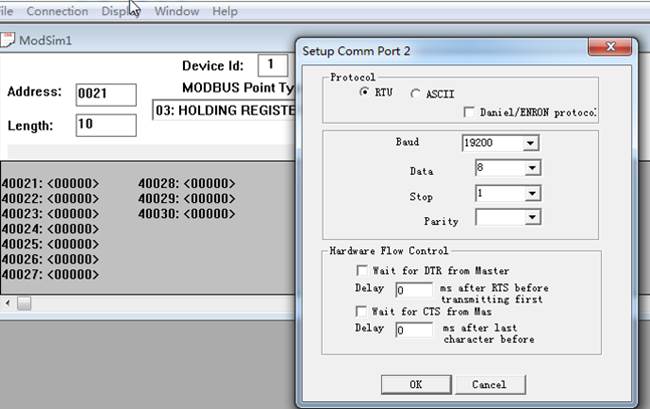 ile Connection Display Window Help
ModSim1
Device Id: 1
Address: 0021
MODBUS Point Ty
Length: 10
03: HOLDING REGISTE
40021: <00000> 40028: <00000>
40022: <00000> 40029: <00000>
40023: <00000> 40030: <00000>
40024: <00000>
40025: <00000>
40026: <00000>
40027: <00000>
Setup Comm Port 2
Protocol
RTU ASCII
Daniel/ENRON protocol
Baud 19200
Data 8
Stop 1
Parity
Hardware Flow Control
Wait for DTR from Master
Delay 0 ms after RTS before
transmitting first
Wait for CTS from Mas
Delay 0 ms after last
character before
OK Cancel